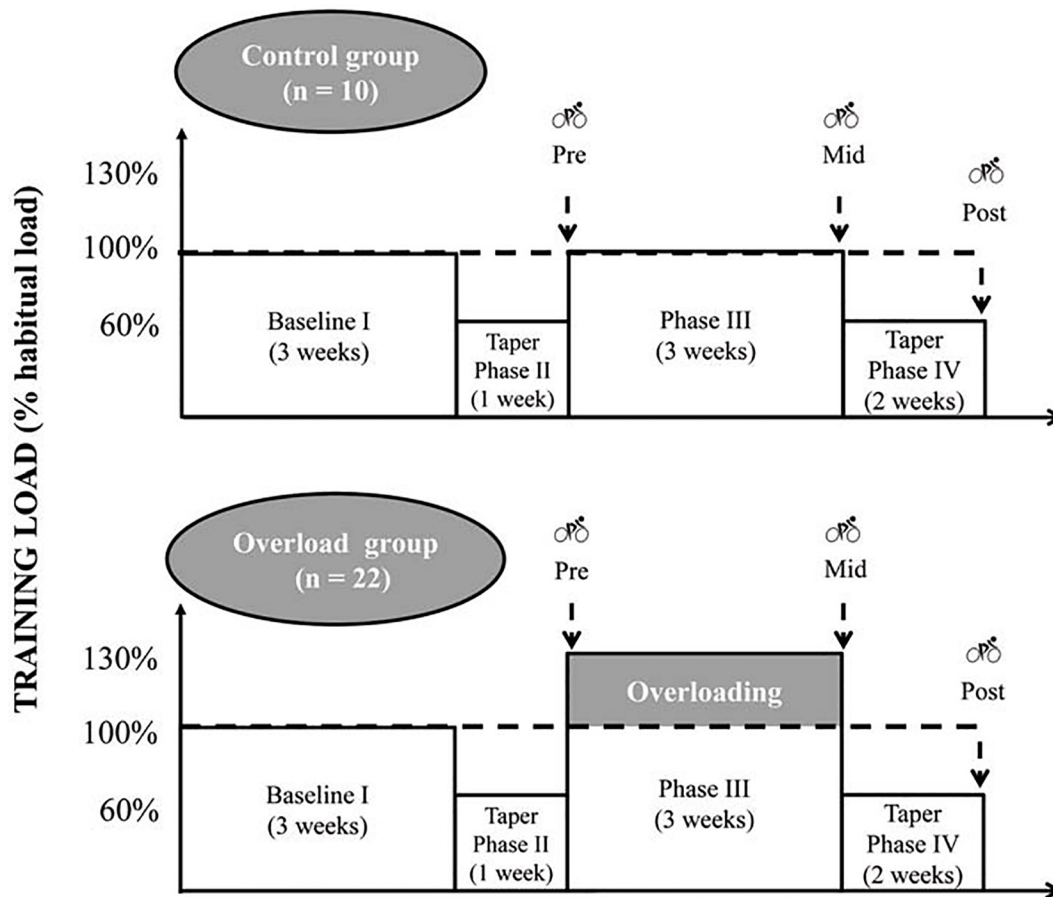 TRAINING LOAD (% habitual load)
Control group
(n = 10)
130%
100%
60%
Pre
Mid
Post
Baseline I
(3 weeks)
Taper
Phase II
(1 week)
Phase III
(3 weeks)
Taper
Phase IV
(2 weeks)
Overload group
(n = 22)
130%
100%
60%
Pre
Mid
Post
Overloading
Baseline I
(3 weeks)
Taper
Phase II
(1 week)
Phase III
(3 weeks)
Taper
Phase IV
(2 weeks)